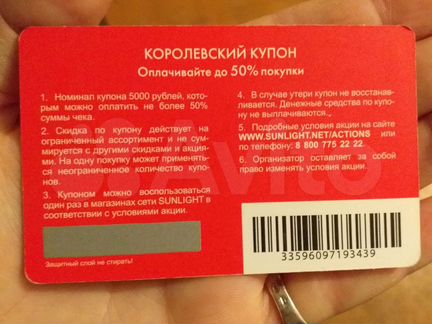 КОРОЛЕВСКИЙ КУПОН
Оплачивайте до 50% покупки
1. Номинал купона 5000 рублей, кото-
рым можно оплатить не более 50%
суммы чека.
2. Скидка по купону действует на
ограниченный ассортимент и не сум-
мируется с другими скидками и акция-
ми. На одну покупку может применять-
ся неограниченное количество купо-
нов.
3. Купоном можно воспользоваться
один раз в магазинах сети SUNLIGHT в
соответствии с условиями акции.
Защитный слой не стирать!
4. В случае утери купон не восстанав-
ливается. Денежные средства по купо-
ну не выплачиваются.,
5. Подробные условия акции на сайте
WWW.SUNLIGHT.NET/ACTIONS или
по телефону: 8 800 775 22 22.
6. Организатор остааляет за собой
право изменять условия акции.
33596097193439
Avito